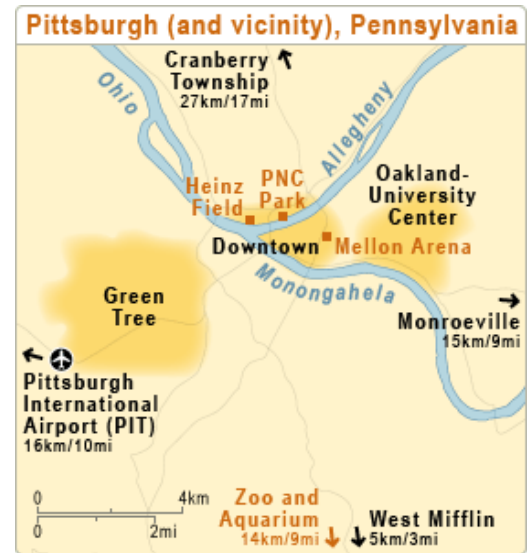 Pittsburgh (and vicinity), Pennsylvania
Cranberry
Township
27km/17mi
Ohio
Allegheny
Heinz
Field
PNC
Park
Oakland-
University
Center
Downtown
Mellon Arena
Monongahela
Green
Tree
Monroeville
15km/9mi
Pittsburgh
International
Airport (PIT)
16km/10mi
0
4km
0
2mi
Zoo and
Aquarium
14km/9mi
West Mifflin
5km/3mi